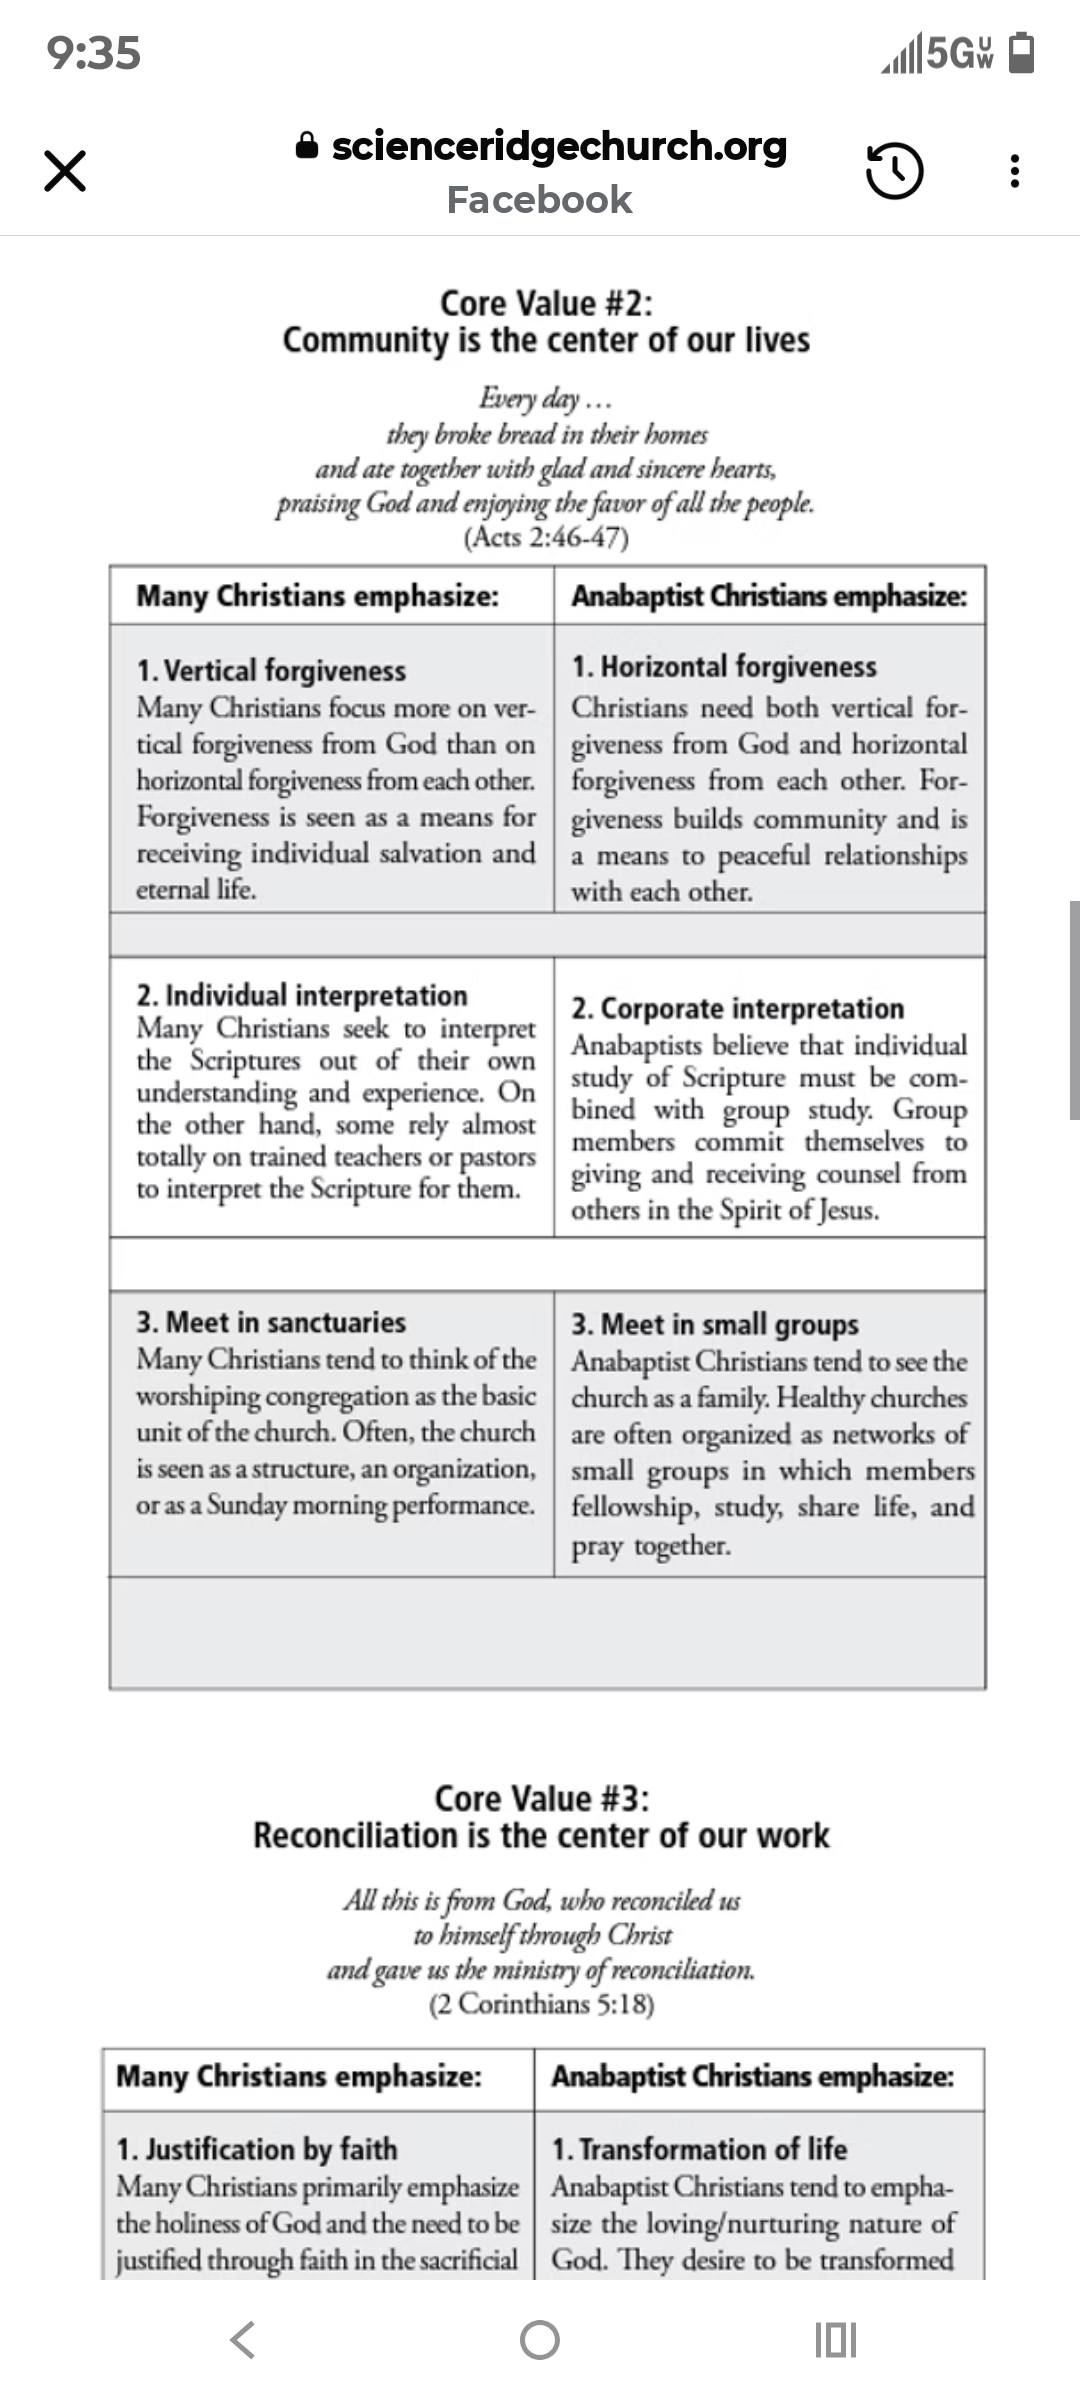 9:35
5G UW
scienceridgechurch.org
Facebook
Core Value #2:
Community is the center of our lives
Every day …
they broke bread in their homes
and ate together with glad and sincere hearts,
praising God and enjoying the favor of all the people.
(Acts 2:46-47)
Many Christians emphasize:
Anabaptist Christians emphasize:
1. Vertical forgiveness
Many Christians focus more on ver-
tical forgiveness from God than on
horizontal forgiveness from each other.
Forgiveness is seen as a means for
receiving individual salvation and
eternal life.
1. Horizontal forgiveness
Christians need both vertical for-
giveness from God and horizontal
forgiveness from each other. For-
giveness builds community and is
a means to peaceful relationships
with each other.
2. Individual interpretation
Many Christians seek to interpret
the Scriptures out of their own
understanding and experience. On
the other hand, some rely almost
totally on trained teachers or pastors
to interpret the Scripture for them.
2. Corporate interpretation
Anabaptists believe that individual
study of Scripture must be com-
bined with group study. Group
members commit themselves to
giving and receiving counsel from
others in the Spirit of Jesus.
3. Meet in sanctuaries
Many Christians tend to think of the
worshiping congregation as the basic
unit of the church. Often, the church
is seen as a structure, an organization,
or as a Sunday morning performance.
3. Meet in small groups
Anabaptist Christians tend to see the
church as a family. Healthy churches
are often organized as networks of
small groups in which members
fellowship, study, share life, and
pray together.
Core Value #3:
Reconciliation is the center of our work
All this is from God, who reconciled us
to himself through Christ
and gave us the ministry of reconciliation.
(2 Corinthians 5:18)
Many Christians emphasize:
Anabaptist Christians emphasize:
1. Justification by faith
Many Christians primarily emphasize
the holiness of God and the need to be
justified through faith in the sacrificial
1. Transformation of life
Anabaptist Christians tend to empha-
size the loving/nurturing nature of
God. They desire to be transformed